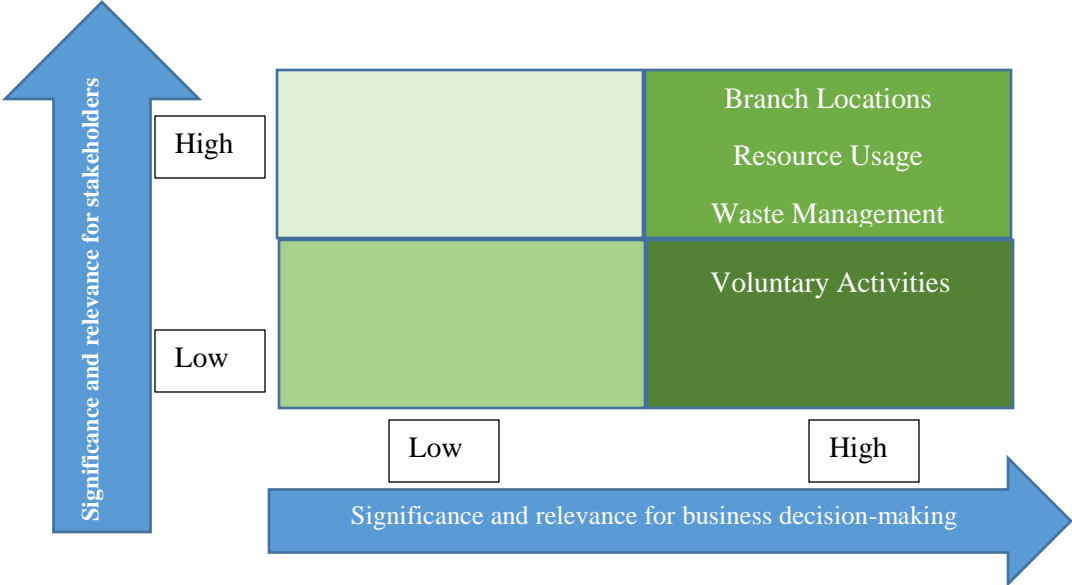 Significance and relevance for stakeholders
High
Low
Branch Locations
Resource Usage
Waste Management
Voluntary Activities
Low
High
Significance and relevance for business decision-making